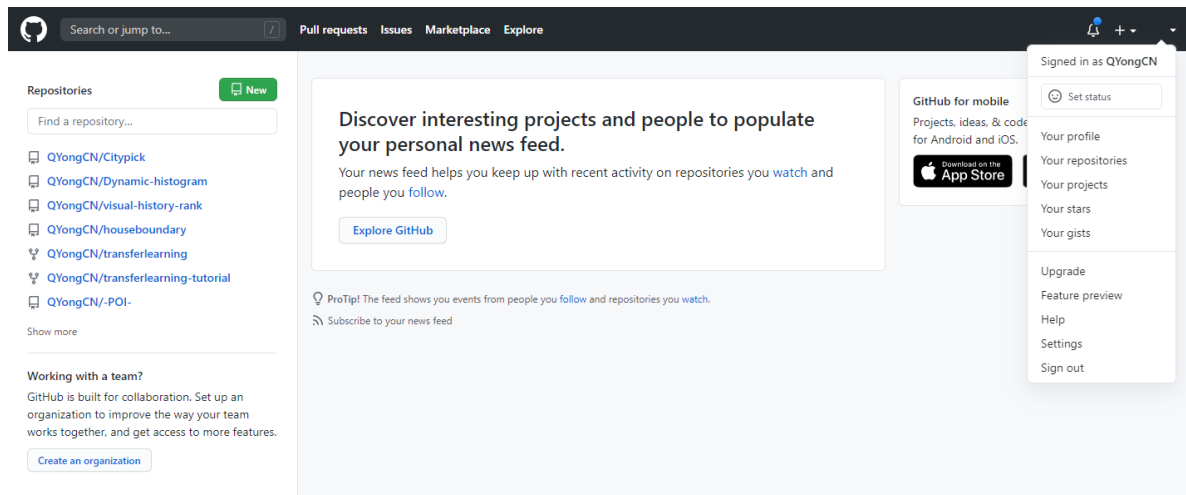 Search or jump to...
/
Pull requests Issues Marketplace Explore
Repositories
New
Find a repository...
QYongCN/Citypick
QYongCN/Dynamic-histogram
QYongCN/visual-history-rank
QYongCN/houseboundary
QYongCN/transferlearning
QYongCN/transferlearning-tutorial
QYongCN/-POI-
Show more
Working with a team?
GitHub is built for collaboration. Set up an
organization to improve the way your team
works together, and get access to more features.
Create an organization
Discover interesting projects and people to populate
your personal news feed.
Your news feed helps you keep up with recent activity on repositories you watch and
people you follow.
Explore GitHub
ProTip! The feed shows you events from people you follow and repositories you watch.
Subscribe to your news feed
GitHub for mobile
Projects, ideas, & code
for Android and iOS.
Download on the
App Store
Signed in as QYongCN
Set status
Your profile
Your repositories
Your projects
Your stars
Your gists
Upgrade
Feature preview
Help
Settings
Sign out